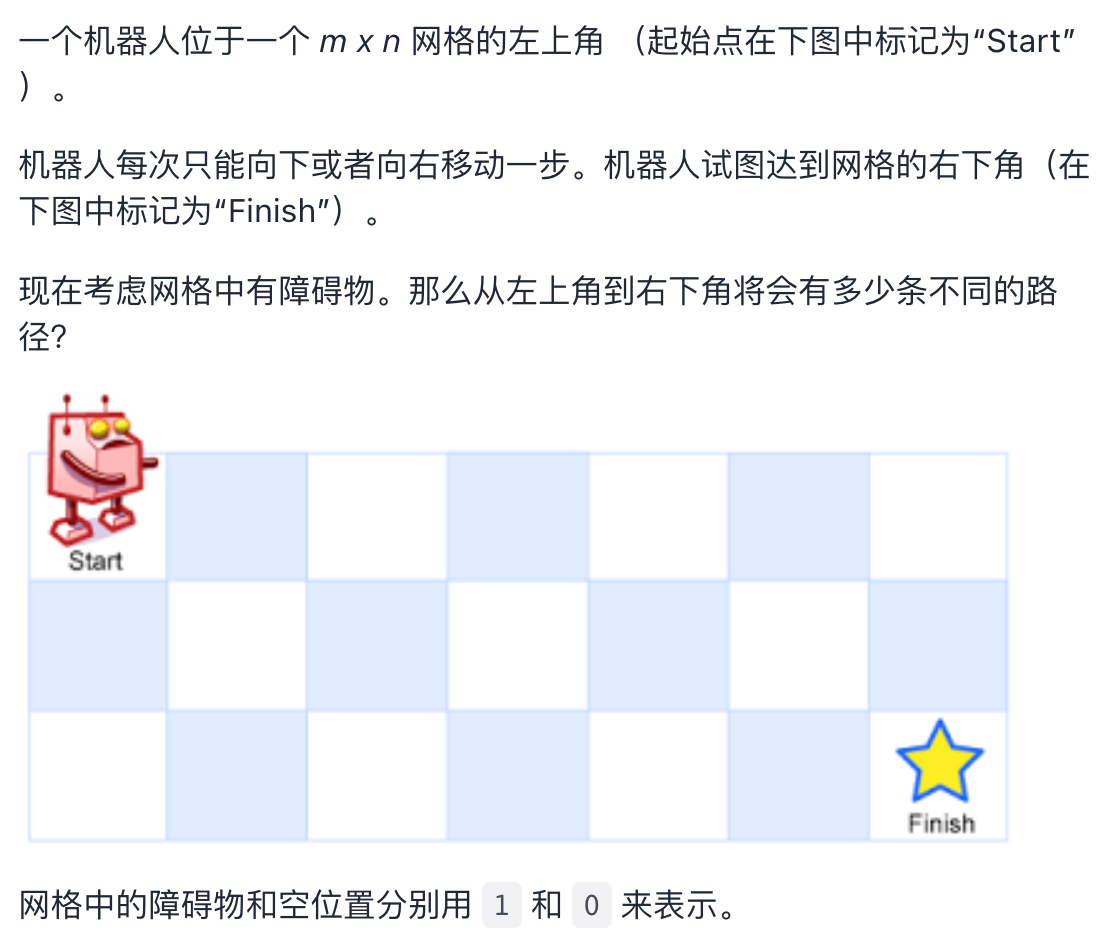 一个机器人位于一个 m x n 网格的左上角 （起始点在下图中标记为“Start”
）。
机器人每次只能向下或者向右移动一步。机器人试图达到网格的右下角（在
下图中标记为“Finish”）。
现在考虑网格中有障碍物。那么从左上角到右下角将会有多少条不同的路
径?
Start
Finish
网格中的障碍物和空位置分别用 1 和 0 来表示。